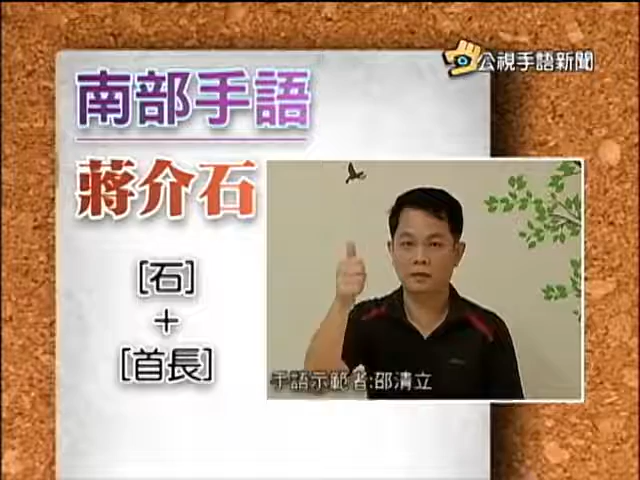 公視手語新聞
南部手語
蔣介石
[石]
+
[首長]
手語示範者:邵清立